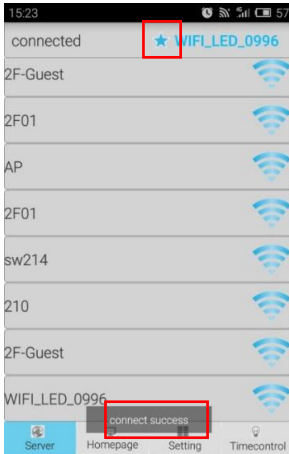 15:23 57
connected ★ WIFI_LED_0996
2F-Guest
2F01
AP
2F01
sw214
210
2F-Guest
WIFI_LED_0996
connect success
Server Homepage Setting Timecontrol